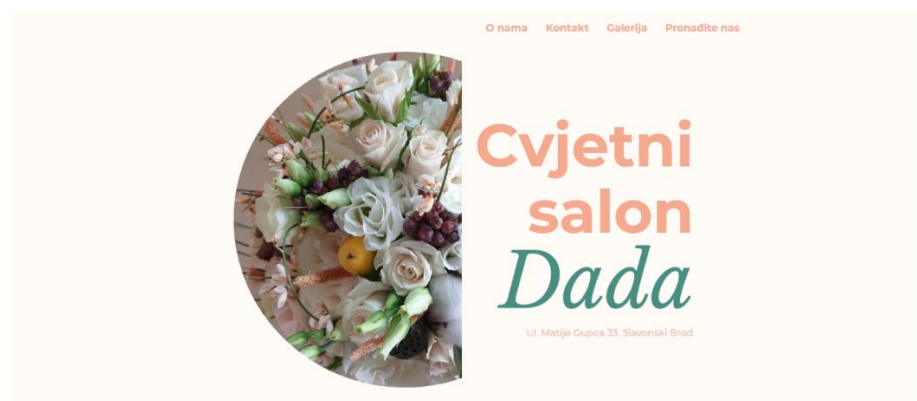 O nama Kontakt Galerija Pronađite nas
Cvjetni
salon
Dada
Ul. Matije Gupca 33, Slavonski Brod